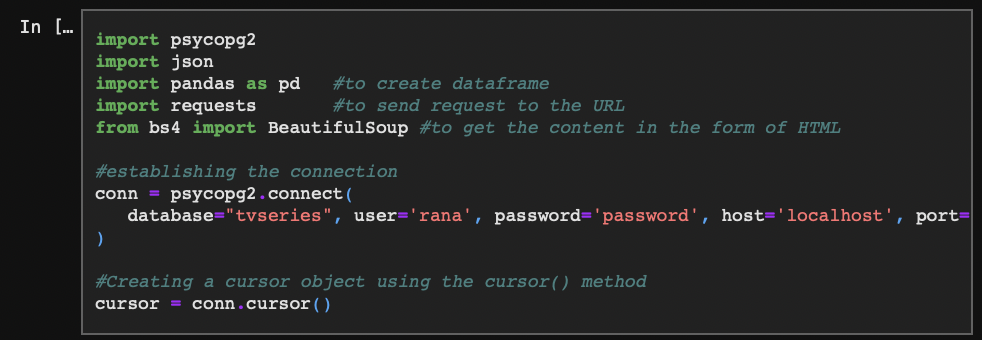 In […
import psycopg2
import json
import pandas as pd   #to create dataframe
import requests       #to send request to the URL
from bs4 import BeautifulSoup #to get the content in the form of HTML

#establishing the connection
conn = psycopg2.connect(
   database="tvseries", user='rana', password='password', host='localhost', port=
)

#Creating a cursor object using the cursor() method
cursor = conn.cursor()